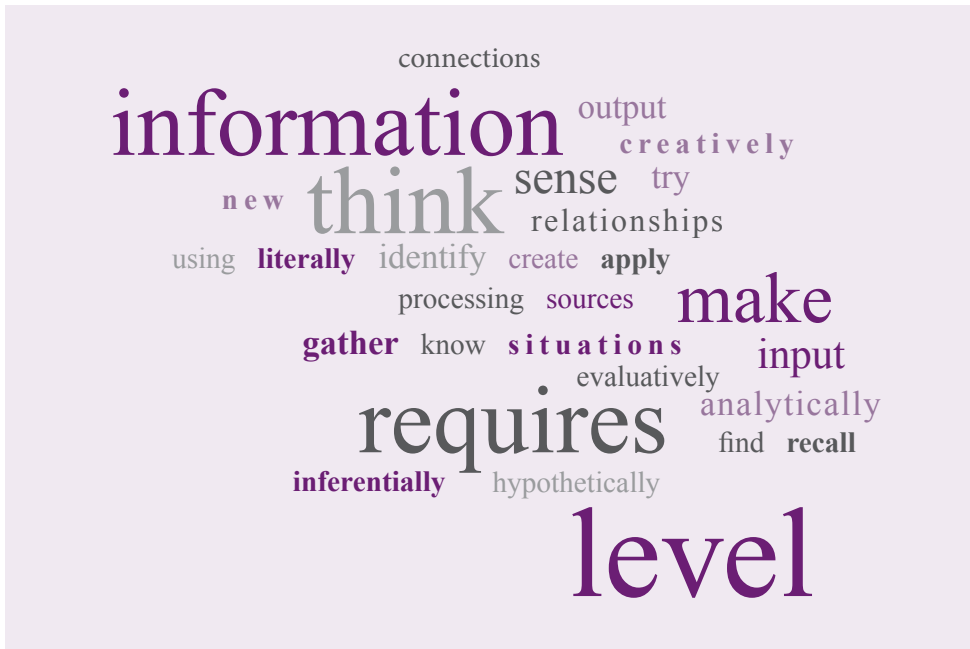 connections
information output
creatively
new think sense try
relationships
using literally identify create apply
processing sources make
gather know situations input
evaluatively
requires analytically
find recall
inferentially hypothetically
level